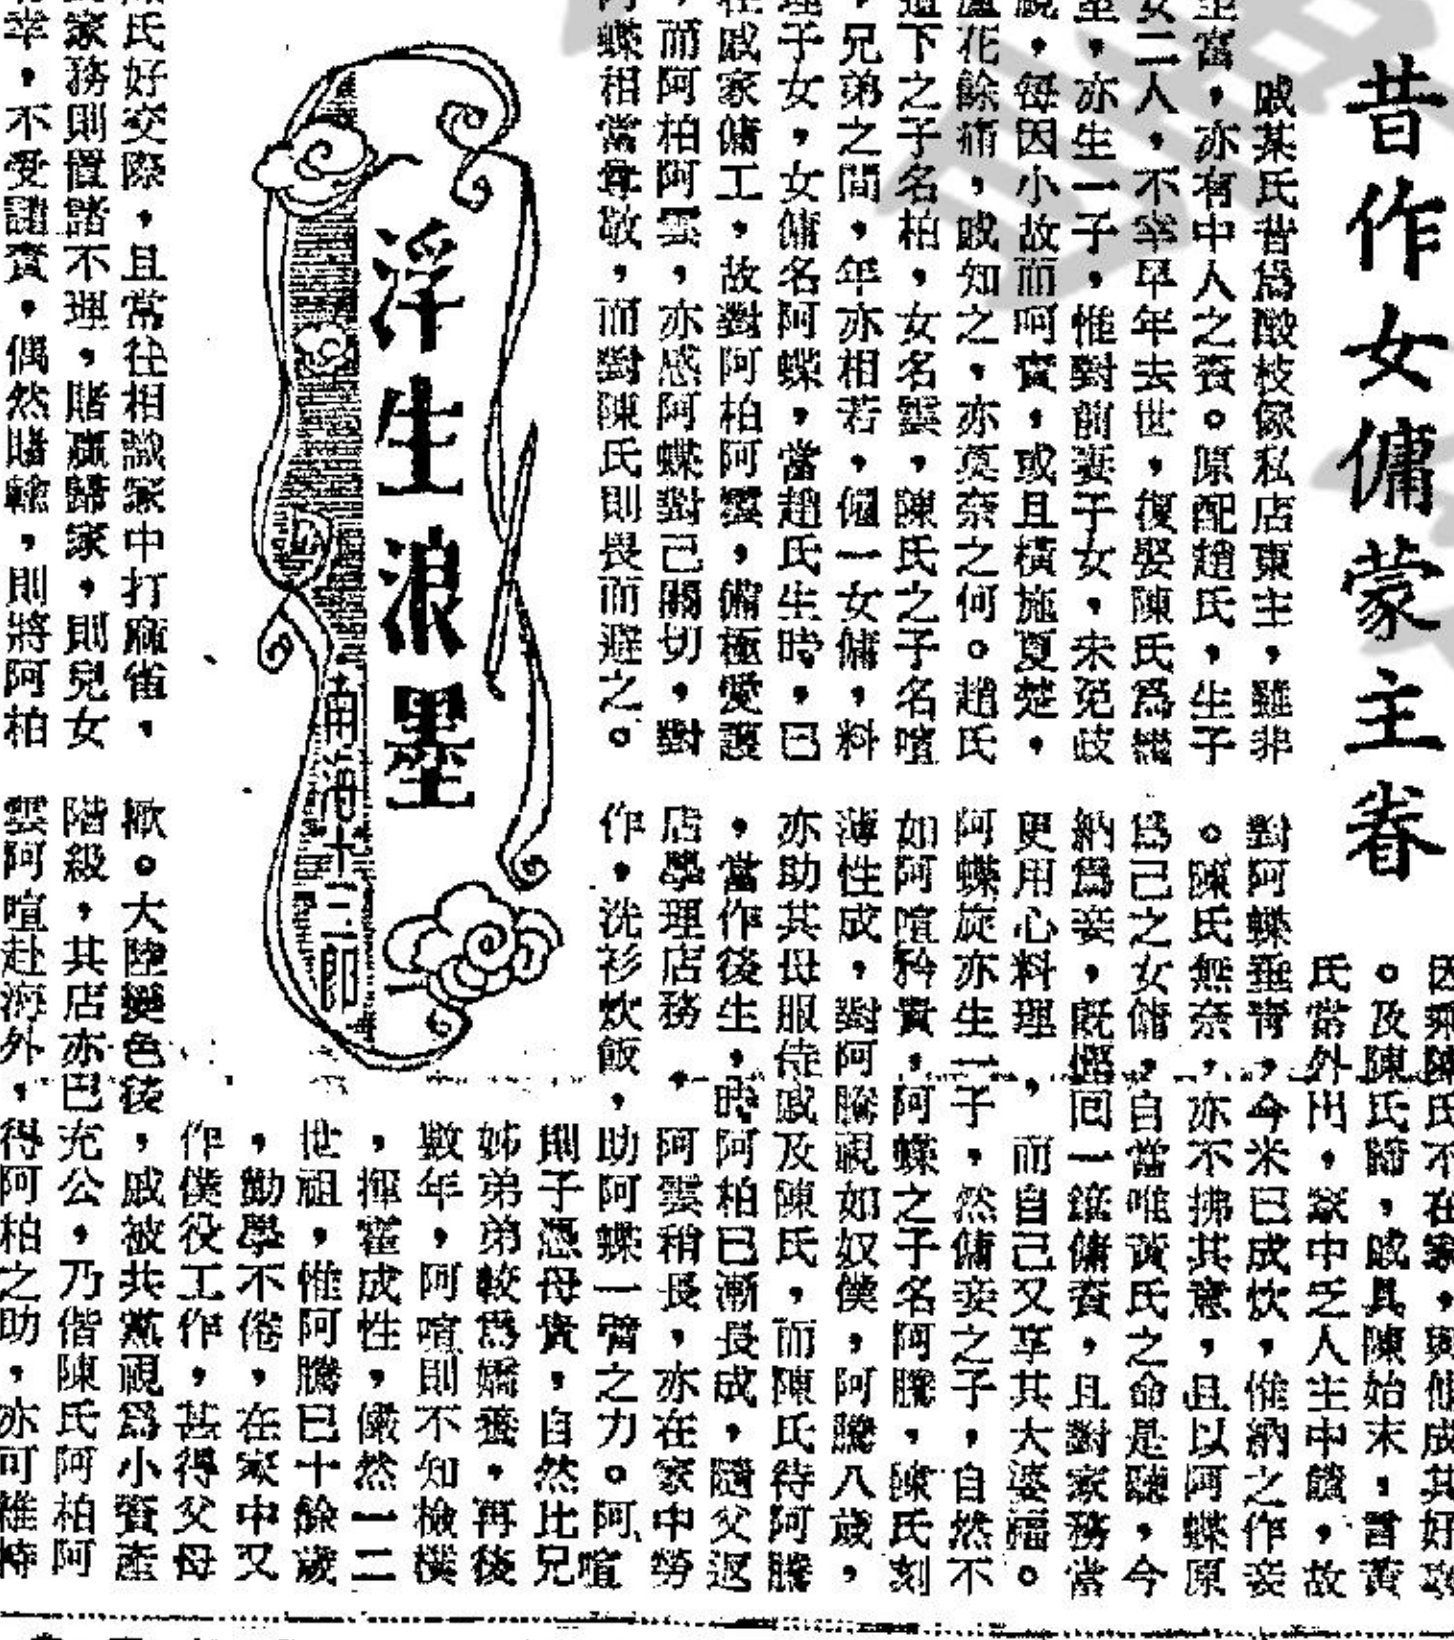 昔作女傭蒙主眷
戚某氏昔為酸枝傢私店東主，雖非
富，亦有中人之資。原配趙氏，生子
女二人，不幸早年去世，復娶陳氏為繼
室，亦生一子，惟對前妻子女，未免歧
視，每因小故而呵責，或且橫施夏楚，
蘆花餘痛，戚知之，亦莫奈之何。趙氏
遺下之子名柏，女名雲，陳氏之子名喧
，兄弟之間，年亦相若，僱一女傭，料
理子女，女傭名阿蝶，當趙氏生時，已
在戚家傭工，故對阿柏阿雲，備極愛護
，而阿柏阿雲，亦感阿蝶對己關切，對
阿蝶相當尊敬，而對陳氏則畏而避之。
浮生浪墨
南海十三郎
陳氏好交際，且常往相識家中打麻雀，
家務則置諸不理，賭贏歸家，則兒女
幸，不受譴責，偶然賭輸，則將阿柏
陳氏不在家，與他成其好
。及陳氏歸，戚具陳始末，言黃
氏常外出，家中乏人主中饋，故
對阿蝶垂青，今米已成炊，惟納之作妾
。陳氏無奈，亦不拂其意，且以阿蝶原
為己之女傭，自當唯黃氏之命是聽，今
納為妾，既慳回一筆傭資，且對家務當
更用心料理，而自己又享其大婆福。
阿蝶旋亦生一子，然傭妾之子，自然不
如阿喧矜貴，阿蝶之子名阿騰，陳氏刻
薄性成，對阿騰視如奴僕，阿騰八歲，
亦助其母服侍戚及陳氏，而陳氏待阿騰
，當作後生，時阿柏已漸長成，隨父返
店學理店務，阿雲稍長，亦在家中勞
作，洗衫炊飯，助阿蝶一臂之力。阿喧
則子憑母貴，自然比兄
姊弟弟較為嬌養，再後
數年，阿喧則不知檢樸
，揮霍成性，儼然一二
世祖，惟阿騰已十餘歲
，勤學不倦，在家中又
作僕役工作，甚得父母
歡。大陸變色後，戚被共黨視為小資產
階級，其店亦巴充公，乃偕陳氏阿柏阿
雲阿喧赴海外，得阿柏之助，亦可維持